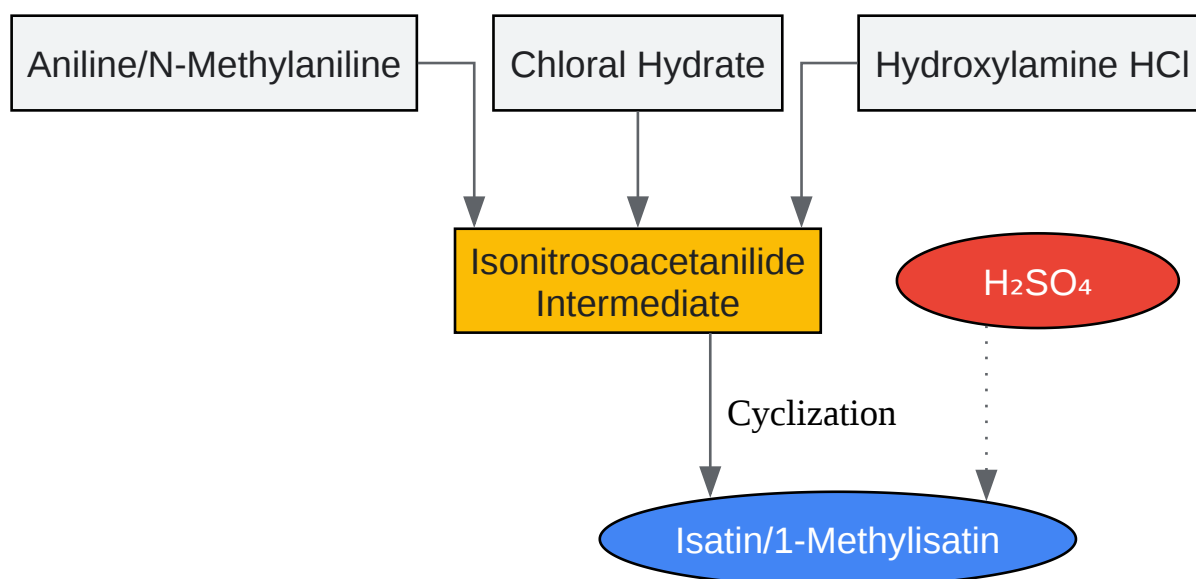 Aniline/N-Methylaniline
Chloral Hydrate
Hydroxylamine HCl
Isonitrosoacetanilide
Intermediate
H₂SO₄
Cyclization
Isatin/1-Methylisatin